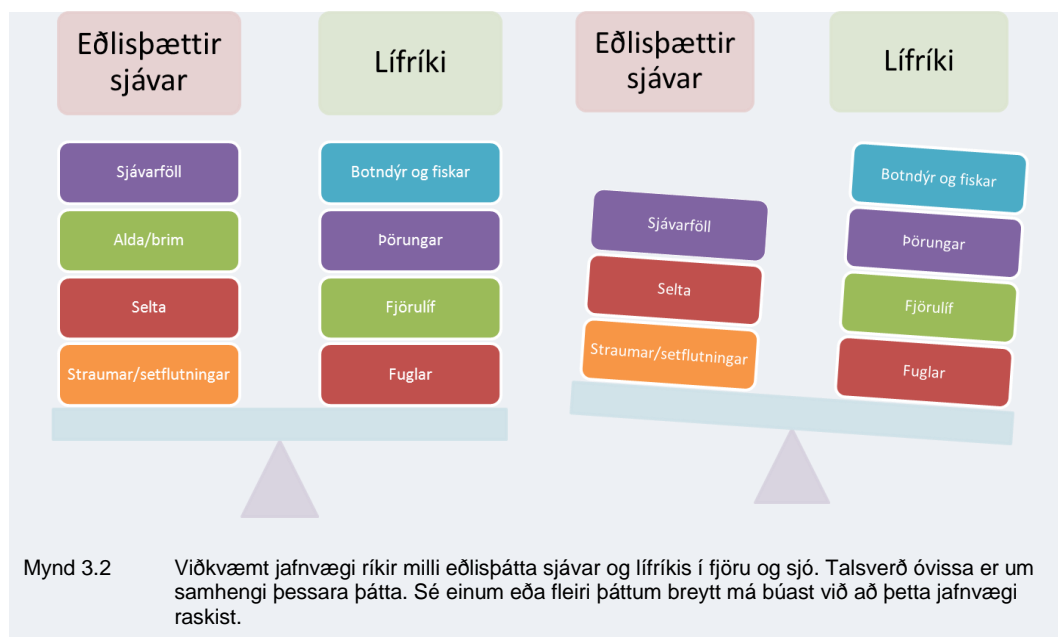 Eðlisþættir
sjávar
Lífríki
Sjávarföll
Botndýr og fiskar
Alda/brim
Þörungar
Selta
Fjörulíf
Straumar/setflutningar
Fuglar
Eðlisþættir
sjávar
Lífríki
Botndýr og fiskar
Sjávarföll
Þörungar
Selta
Fjörulíf
Straumar/setflutningar
Fuglar
Mynd 3.2 Viðkvæmt jafnvægi ríkir milli eðlisþátta sjávar og lífríkis í fjöru og sjó. Talsverð óvissa er um
samhengi þessara þátta. Sé einum eða fleiri þáttum breytt má búast við að þetta jafnvægi
raskist.